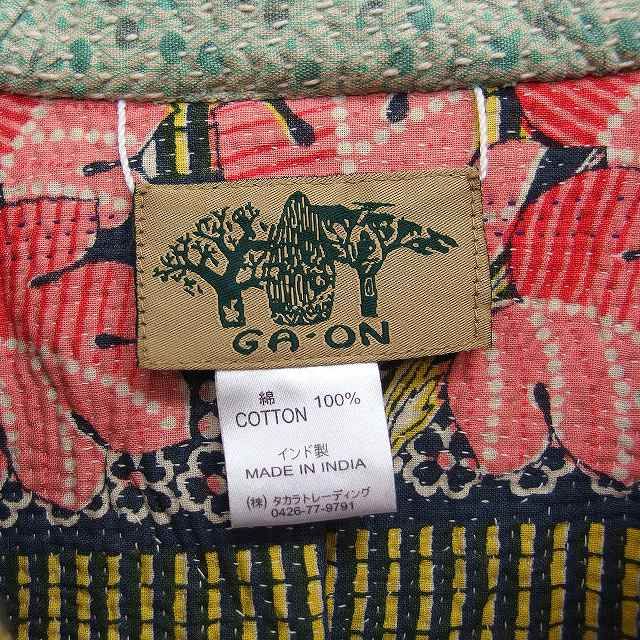 GA·ON
綿
COTTON 100%
インド製
MADE IN INDIA
(株) タカラトレーディング
0426-77-9791